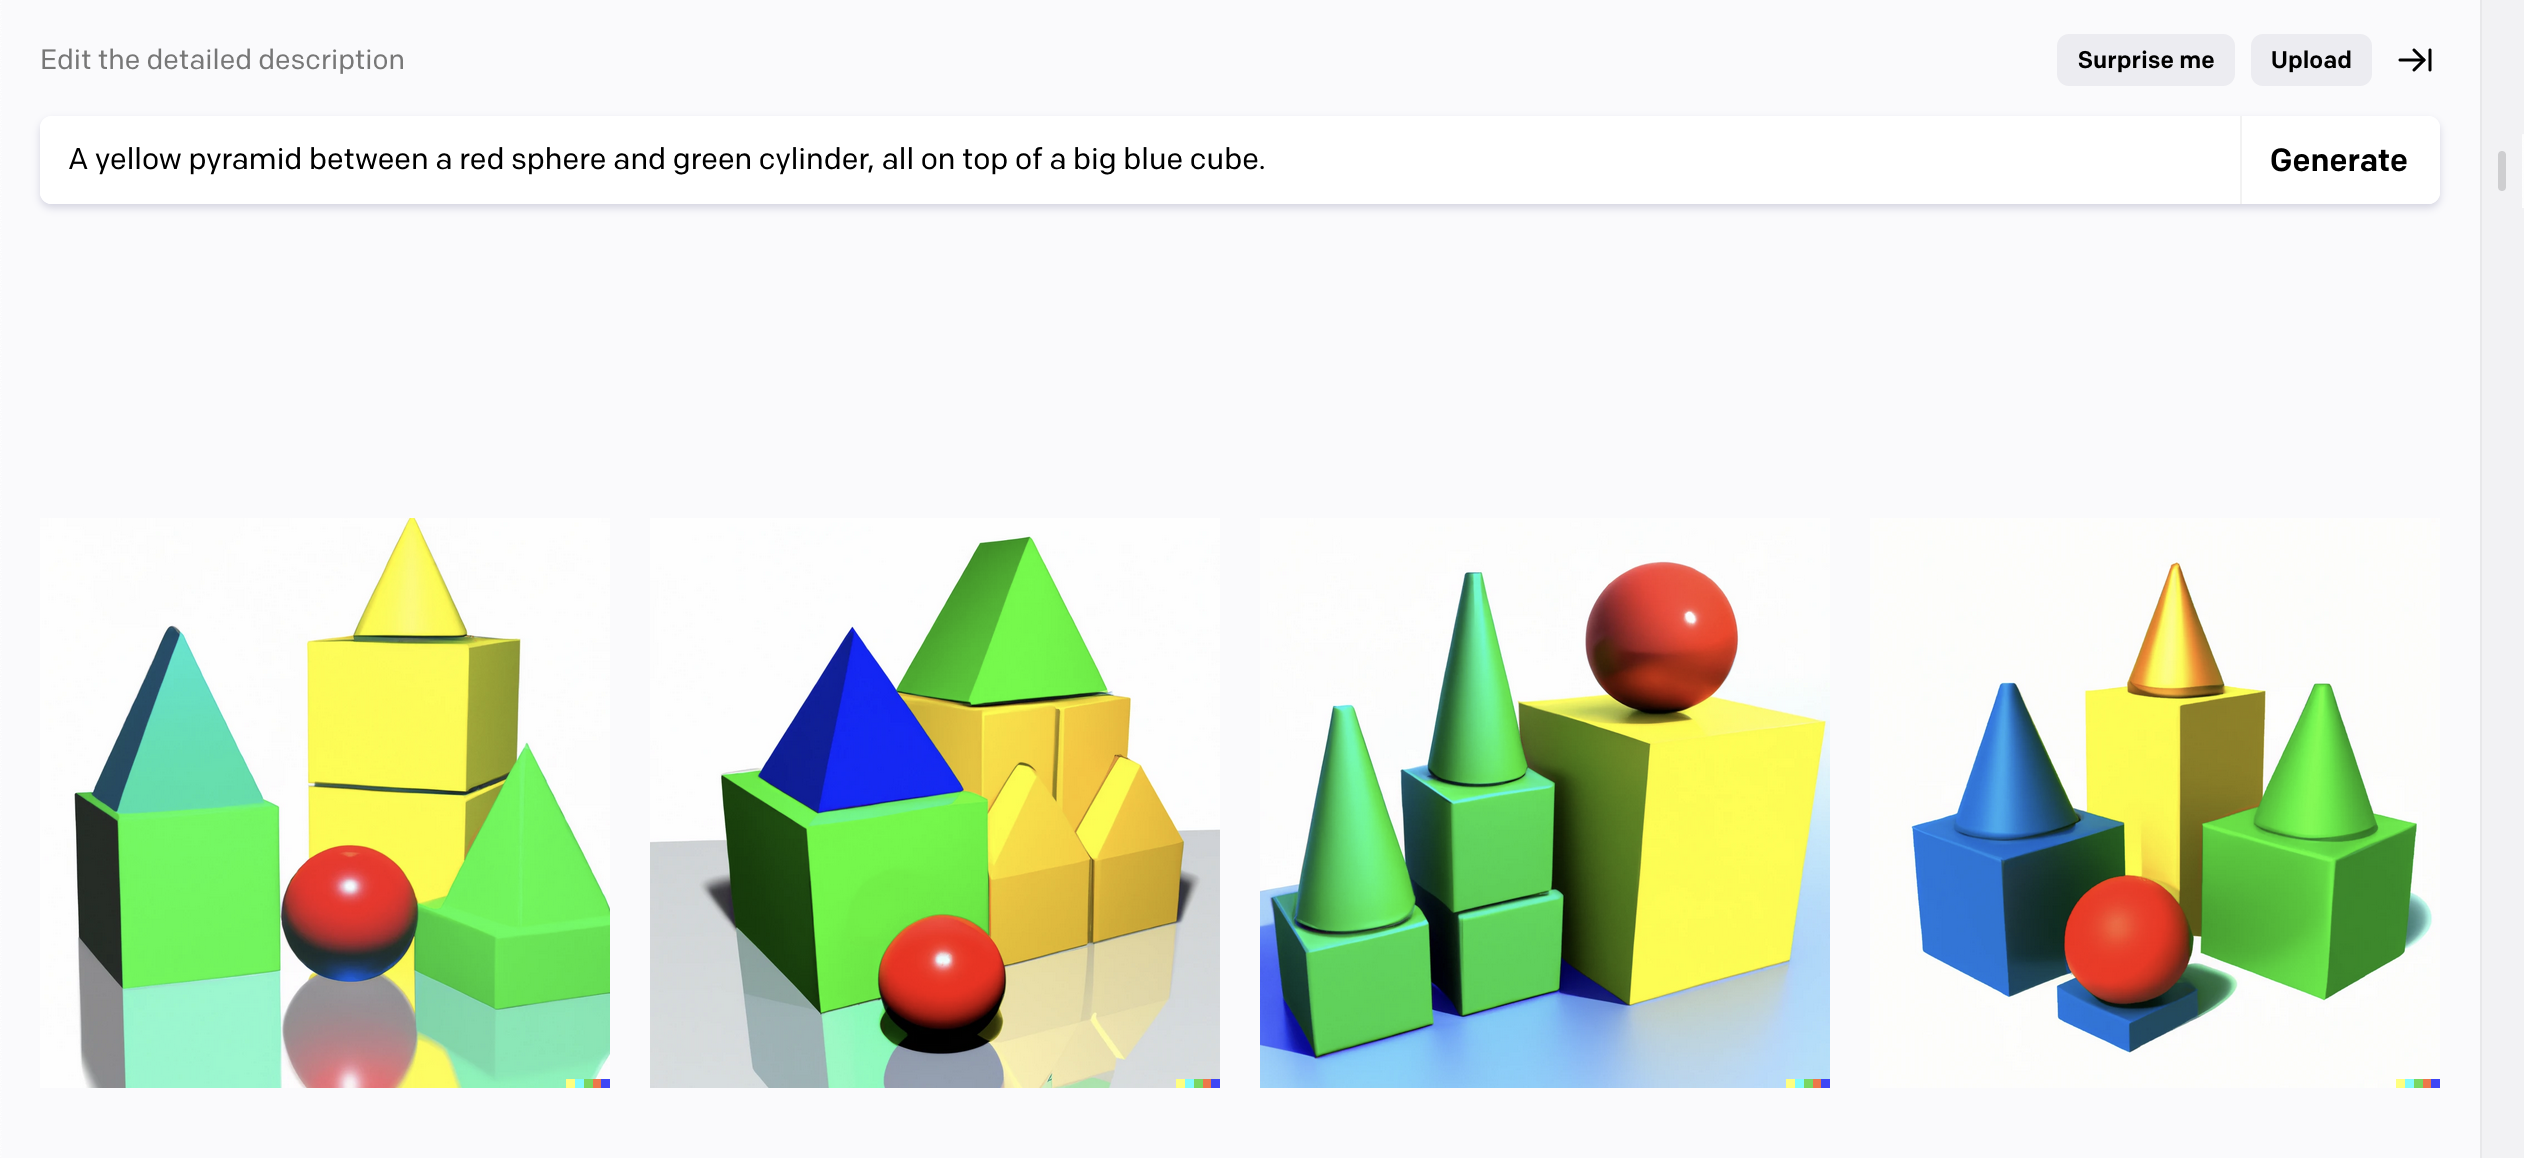 Edit the detailed description
Surprise me
Upload
A yellow pyramid between a red sphere and green cylinder, all on top of a big blue cube.
Generate